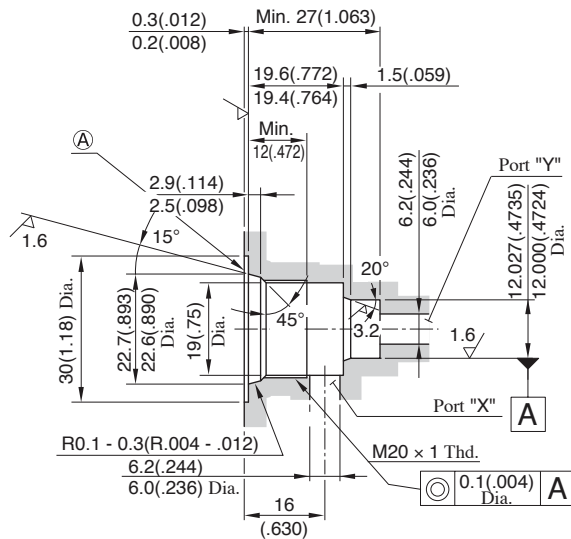 0.3(.012)
0.2(.008)
Min. 27(1.063)
19.6(.772)
19.4(.764)
1.5(.059)
Min.
12(.472)
A
2.9(.114)
2.5(.098)
6.2(.244)
6.0(.236)
Dia.
Port "Y"
12.027(.4735)
12.000(.4724)
Dia.
1.6
15°
20°
30(1.18) Dia.
22.7(.893)
22.6(.890)
Dia.
19(.75)
Dia.
45°
3.2
1.6
Port "X"
A
R0.1 - 0.3(R.004 - .012)
M20 × 1 Thd.
6.2(.244)
6.0(.236) Dia.
◎ 0.1(.004) Dia. A
16
(.630)